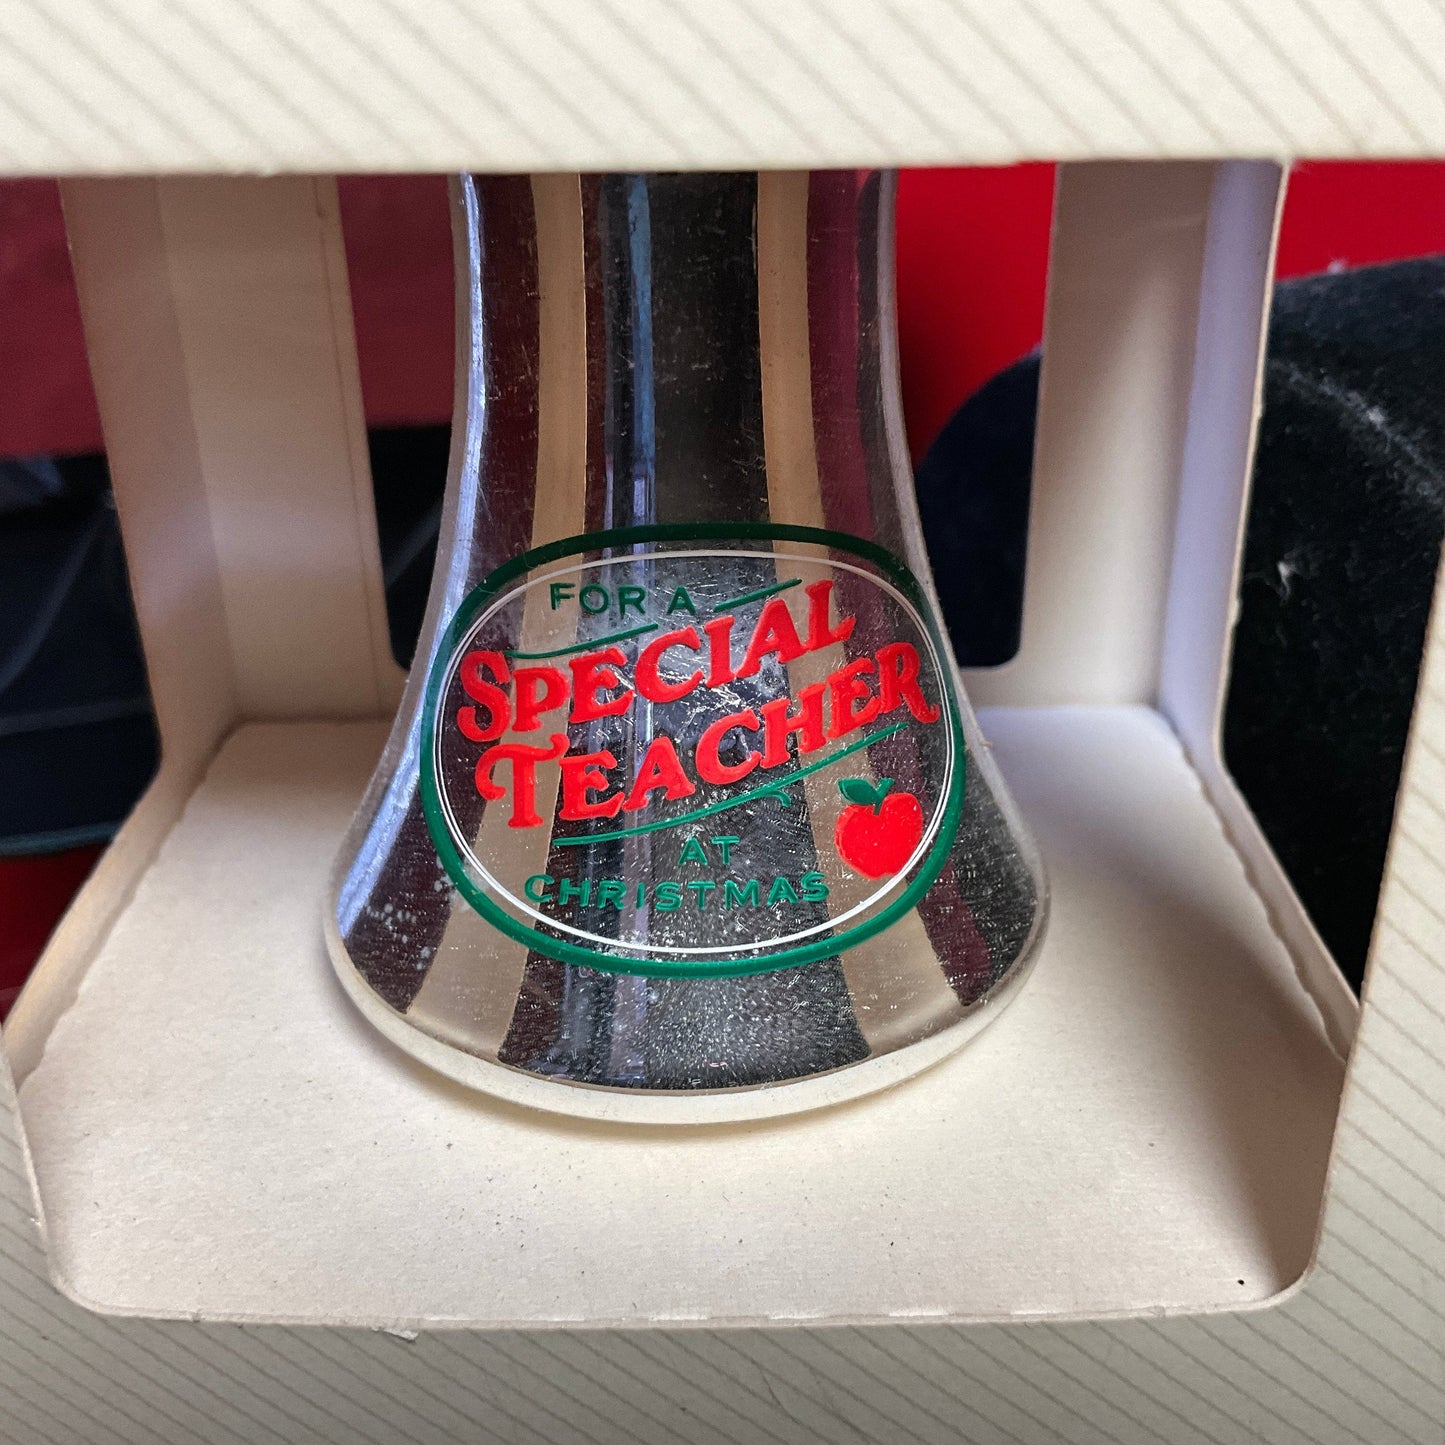 FOR A
SPECIAL
TEACHER
AT
CHRISTMAS